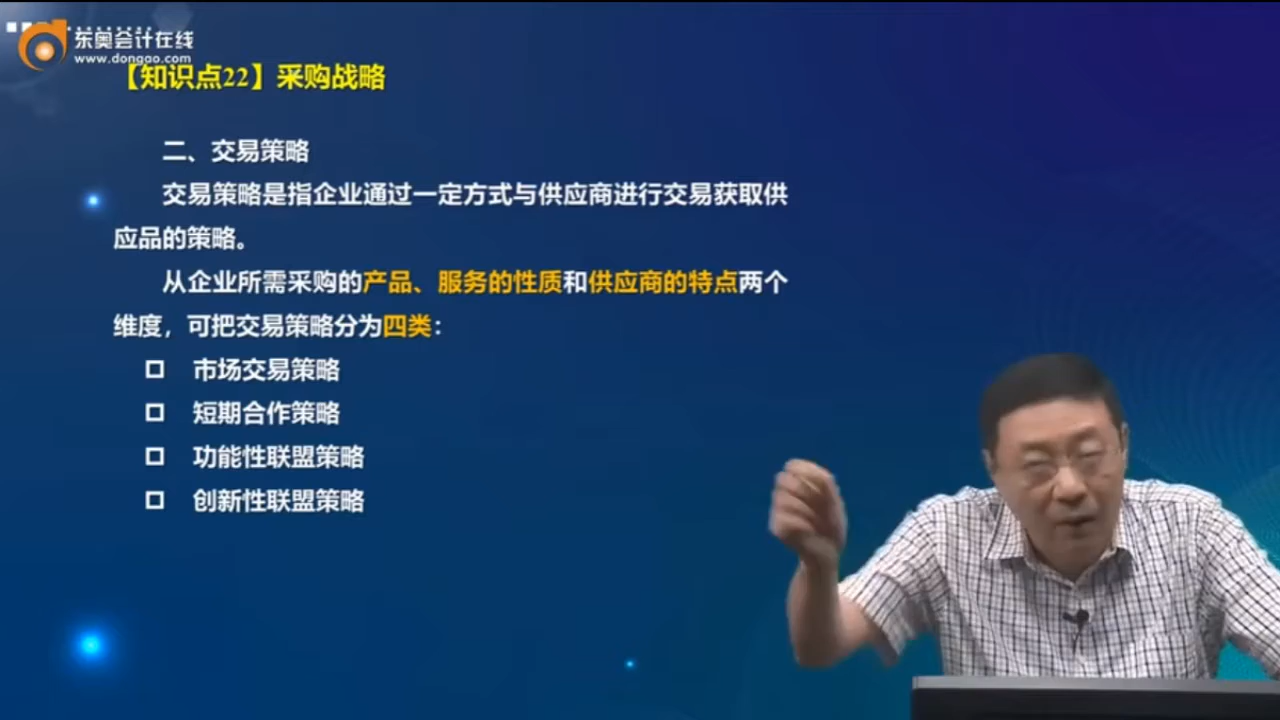 东奥会计在线
www.dongao.com
【知识点22】采购战略
二、交易策略
交易策略是指企业通过一定方式与供应商进行交易获取供
应品的策略。
从企业所需采购的产品、服务的性质和供应商的特点两个
维度，可把交易策略分为四类：
市场交易策略
短期合作策略
功能性联盟策略
创新性联盟策略